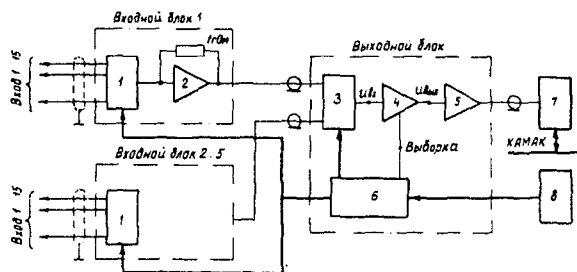 Входной блок 1
1гОм
Вход 1 15
1
2
Выходной блок
3
Uвх
4
Uвых
5
7
КАМАК
Выборка
Входной блок 2..5
Вход 1 15
1
6
8